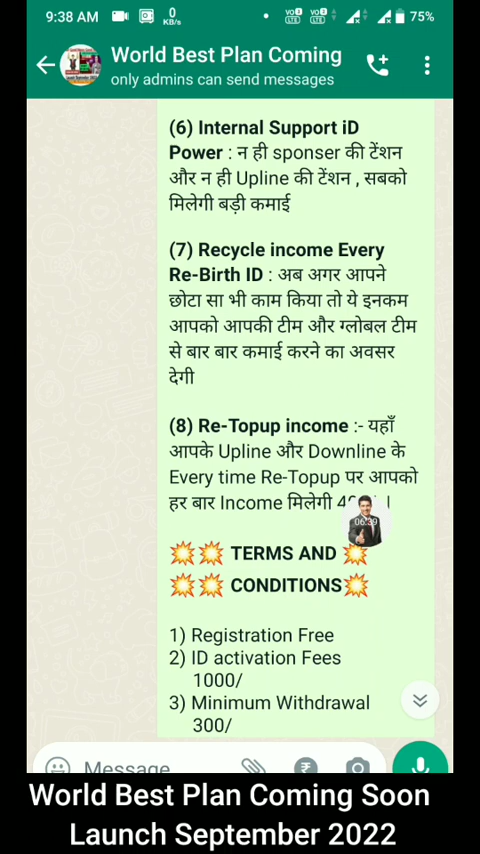 9:38 AM
0
KB/s
VO
LTE
VO
LTE
75%
World Best Plan Coming
only admins can send messages
(6) Internal Support iD
Power : न ही sponser की टेंशन
और न ही Upline की टेंशन , सबको
मिलेगी बड़ी कमाई
(7) Recycle income Every
Re-Birth ID : अब अगर आपने
छोटा सा भी काम किया तो ये इनकम
आपको आपकी टीम और ग्लोबल टीम
से बार बार कमाई करने का अवसर
देगी
(8) Re-Topup income :- यहाँ
आपके Upline और Downline के
Every time Re-Topup पर आपको
हर बार Income मिलेगी
06:39
TERMS AND
CONDITIONS
1) Registration Free
2) ID activation Fees
1000/
3) Minimum Withdrawal
300/
Message
World Best Plan Coming Soon
Launch September 2022